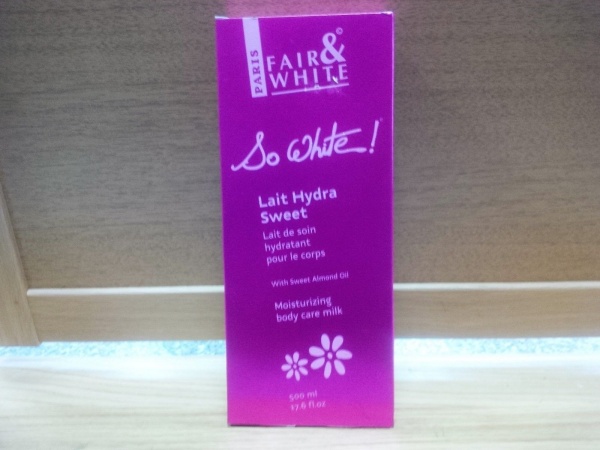 PARIS
FAIR &
WHITE
So White!
Lait Hydra
Sweet
Lait de soin
hydratant
pour le corps
With Sweet Almond Oil
Moisturizing
body care milk
500 ml
17.6 fl.oz